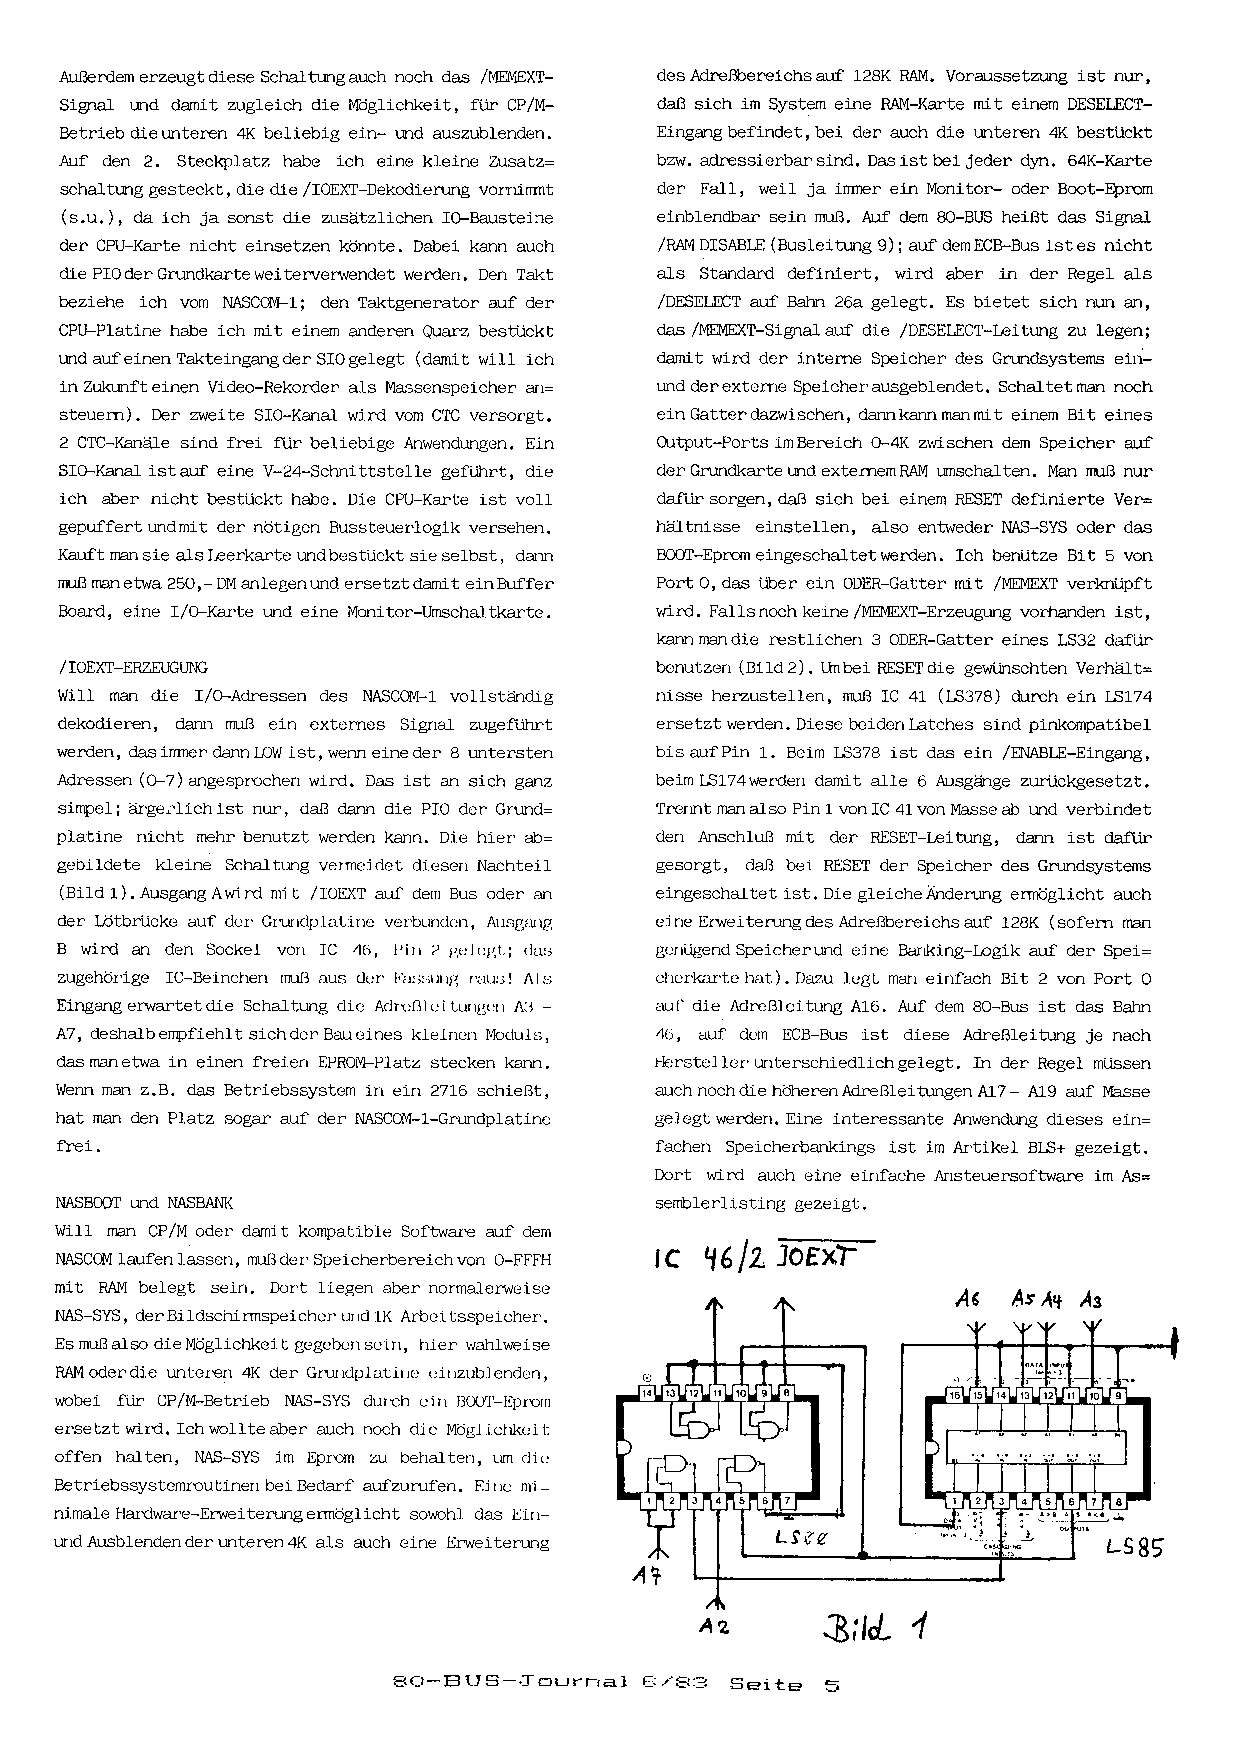 Außerdem erzeugt diese Schaltung auch noch das /MEMEXT-
Signal und damit zugleich die Möglichkeit, für CP/M-
Betrieb die unteren 4K beliebig ein- und auszublenden.
Auf den 2. Steckplatz habe ich eine kleine Zusatz=
schaltung gesteckt, die die /IOEXT-Dekodierung vornimmt
(s.u.), da ich ja sonst die zusätzlichen IO-Bausteine
der CPU-Karte nicht einsetzen könnte. Dabei kann auch
die PIO der Grundkarte weiterverwendet werden. Den Takt
beziehe ich vom NASCOM-1; den Taktgenerator auf der
CPU-Platine habe ich mit einem anderen Quarz bestückt
und auf einen Takteingang der SIO gelegt (damit will ich
in Zukunft einen Video-Rekorder als Massenspeicher an=
steuern). Der zweite SIO-Kanal wird vom CTC versorgt.
2 CTC-Kanäle sind frei für beliebige Anwendungen. Ein
SIO-Kanal ist auf eine V-24-Schnittstelle geführt, die
ich aber nicht bestückt habe. Die CPU-Karte ist voll
gepuffert und mit der nötigen Bussteuerlogik versehen.
Kauft man sie als Leerkarte und bestückt sie selbst, dann
muß man etwa 250,- DM anlegen und ersetzt damit ein Buffer
Board, eine I/O-Karte und eine Monitor-Umschaltkarte.

/IOEXT-ERZEUGUNG
Will man die I/O-Adressen des NASCOM-1 vollständig
dekodieren, dann muß ein externes Signal zugeführt
werden, das immer dann LOW ist, wenn eine der 8 untersten
Adressen (0-7) angesprochen wird. Das ist an sich ganz
simpel; ärgerlich ist nur, daß dann die PIO der Grund=
platine nicht mehr benutzt werden kann. Die hier ab=
gebildete kleine Schaltung vermeidet diesen Nachteil
(Bild 1). Ausgang A wird mit /IOEXT auf dem Bus oder an
der Lötbrücke auf der Grundplatine verbunden, Ausgang
B wird an den Sockel von IC 46, Pin 2 gelegt; das
zugehörige IC-Beinchen muß aus der Fassung raus! Als
Eingang erwartet die Schaltung die Adreßleitungen A3 -
A7, deshalb empfiehlt sich der Bau eines kleinen Moduls,
das man etwa in einen freien EPROM-Platz stecken kann.
Wenn man z.B. das Betriebssystem in ein 2716 schießt,
hat man den Platz sogar auf der NASCOM-1-Grundplatine
frei.

NASBOOT und NASBANK
Will man CP/M oder damit kompatible Software auf dem
NASCOM laufen lassen, muß der Speicherbereich von 0-FFFH
mit RAM belegt sein. Dort liegen aber normalerweise
NAS-SYS, der Bildschirmspeicher und 1K Arbeitsspeicher.
Es muß also die Möglichkeit gegeben sein, hier wahlweise
RAM oder die unteren 4K der Grundplatine einzublenden,
wobei für CP/M-Betrieb NAS-SYS durch ein BOOT-Eprom
ersetzt wird. Ich wollte aber auch noch die Möglichkeit
offen halten, NAS-SYS im Eprom zu behalten, um die
Betriebssystemroutinen bei Bedarf aufzurufen. Eine mi-
nimale Hardware-Erweiterung ermöglicht sowohl das Ein-
und Ausblenden der unteren 4K als auch eine Erweiterung
des Adreßbereichs auf 128K RAM. Voraussetzung ist nur,
daß sich im System eine RAM-Karte mit einem DESELECT-
Eingang befindet, bei der auch die unteren 4K bestückt
bzw. adressierbar sind. Das ist bei jeder dyn. 64K-Karte
der Fall, weil ja immer ein Monitor- oder Boot-Eprom
einblendbar sein muß. Auf dem 80-BUS heißt das Signal
/RAM DISABLE (Busleitung 9); auf dem ECB-Bus ist es nicht
als Standard definiert, wird aber in der Regel als
/DESELECT auf Bahn 26a gelegt. Es bietet sich nun an,
das /MEMEXT-Signal auf die /DESELECT-Leitung zu legen;
damit wird der interne Speicher des Grundsystems ein-
und der externe Speicher ausgeblendet. Schaltet man noch
ein Gatter dazwischen, dann kann man mit einem Bit eines
Output-Ports im Bereich 0-4K zwischen dem Speicher auf
der Grundkarte und externem RAM umschalten. Man muß nur
dafür sorgen, daß sich bei einem RESET definierte Ver=
hältnisse einstellen, also entweder NAS-SYS oder das
BOOT-Eprom eingeschaltet werden. Ich benütze Bit 5 von
Port 0, das über ein ODER-Gatter mit /MEMEXT verknüpft
wird. Falls noch keine /MEMEXT-Erzeugung vorhanden ist,
kann man die restlichen 3 ODER-Gatter eines LS32 dafür
benutzen (Bild 2). Um bei RESET die gewünschten Verhält=
nisse herzustellen, muß IC 41 (LS378) durch ein LS174
ersetzt werden. Diese beiden Latches sind pinkompatibel
bis auf Pin 1. Beim LS378 ist das ein /ENABLE-Eingang,
beim LS174 werden damit alle 6 Ausgänge zurückgesetzt.
Trennt man also Pin 1 von IC 41 von Masse ab und verbindet
den Anschluß mit der RESET-Leitung, dann ist dafür
gesorgt, daß bei RESET der Speicher des Grundsystems
eingeschaltet ist. Die gleiche Änderung ermöglicht auch
eine Erweiterung des Adreßbereichs auf 128K (sofern man
genügend Speicher und eine Banking-Logik auf der Spei=
cherkarte hat). Dazu legt man einfach Bit 2 von Port 0
auf die Adreßleitung A16. Auf dem 80-Bus ist das Bahn
46, auf dem ECB-Bus ist diese Adreßleitung je nach
Hersteller unterschiedlich gelegt. In der Regel müssen
auch noch die höheren Adreßleitungen A17- A19 auf Masse
gelegt werden. Eine interessante Anwendung dieses ein=
fachen Speicherbankings ist im Artikel BLS+ gezeigt.
Dort wird auch eine einfache Ansteuersoftware im As=
semblerlisting gezeigt.
IC 46/2 IOEXT
A6 A5 A4 A3
14 13 12 11 10 9 8
16 15 14 13 12 11 10 9
1 2 3 4 5 6 7
1 2 3 4 5 6 7 8
LS85
A7
A2
Bild 1
80-BUS-Journal 6/83 Seite 5